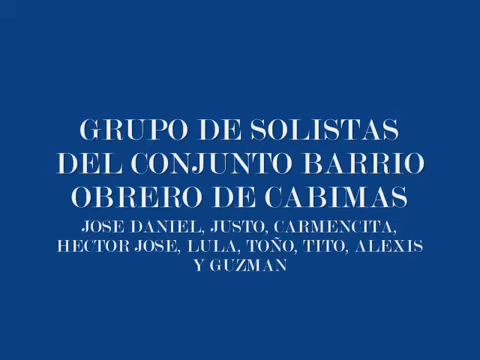 GRUPO DE SOLISTAS
DEL CONJUNTO BARRIO
OBRERO DE CABIMAS
JOSE DANIEL, JUSTO, CARMENCITA,
HECTOR JOSE, LULA, TOÑO, TITO, ALEXIS
Y GUZMAN